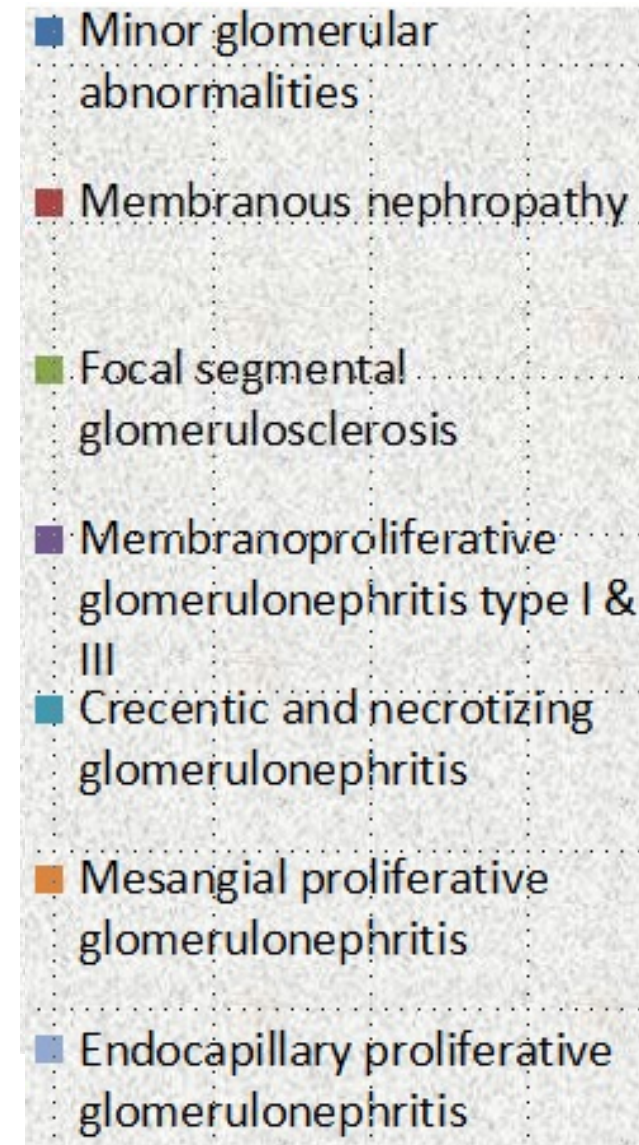 Minor glomerular
abnormalities
Membranous nephropathy
Focal segmental
glomerulosclerosis
Membranoproliferative
glomerulonephritis type I &
III
Crecentic and necrotizing
glomerulonephritis
Mesangial proliferative
glomerulonephritis
Endocapillary proliferative
glomerulonephritis